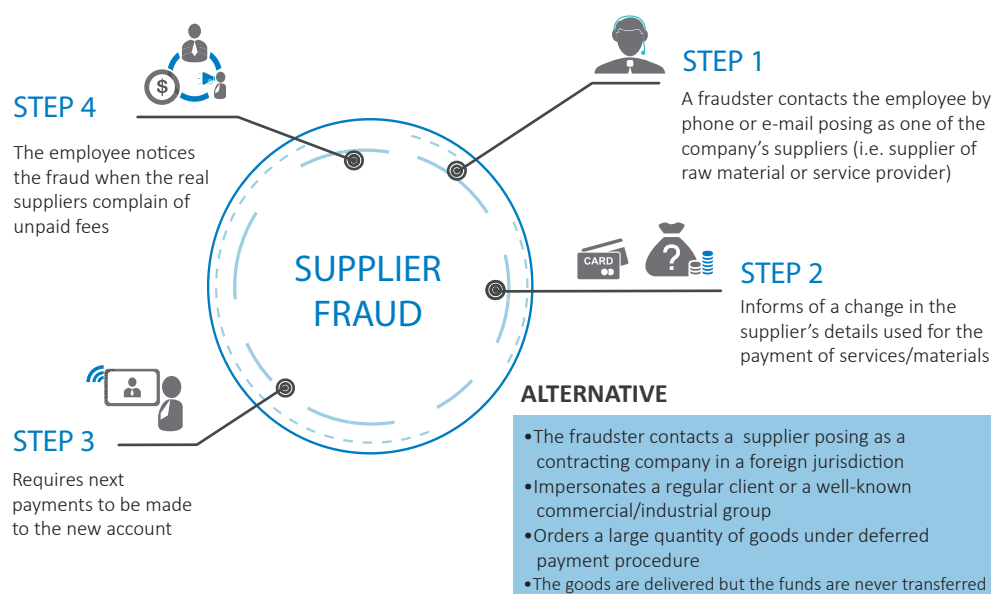 STEP 1
A fraudster contacts the employee by
phone or e-mail posing as one of the
company's suppliers (i.e. supplier of
raw material or service provider)
CARD
?
STEP 2
Informs of a change in the
supplier's details used for the
payment of services/materials
STEP 3
Requires next
payments to be made
to the new account
$
STEP 4
The employee notices
the fraud when the real
suppliers complain of
unpaid fees
SUPPLIER
FRAUD
ALTERNATIVE
•The fraudster contacts a supplier posing as a
contracting company in a foreign jurisdiction
•Impersonates a regular client or a well-known
commercial/industrial group
•Orders a large quantity of goods under deferred
payment procedure
•The goods are delivered but the funds are never transferred